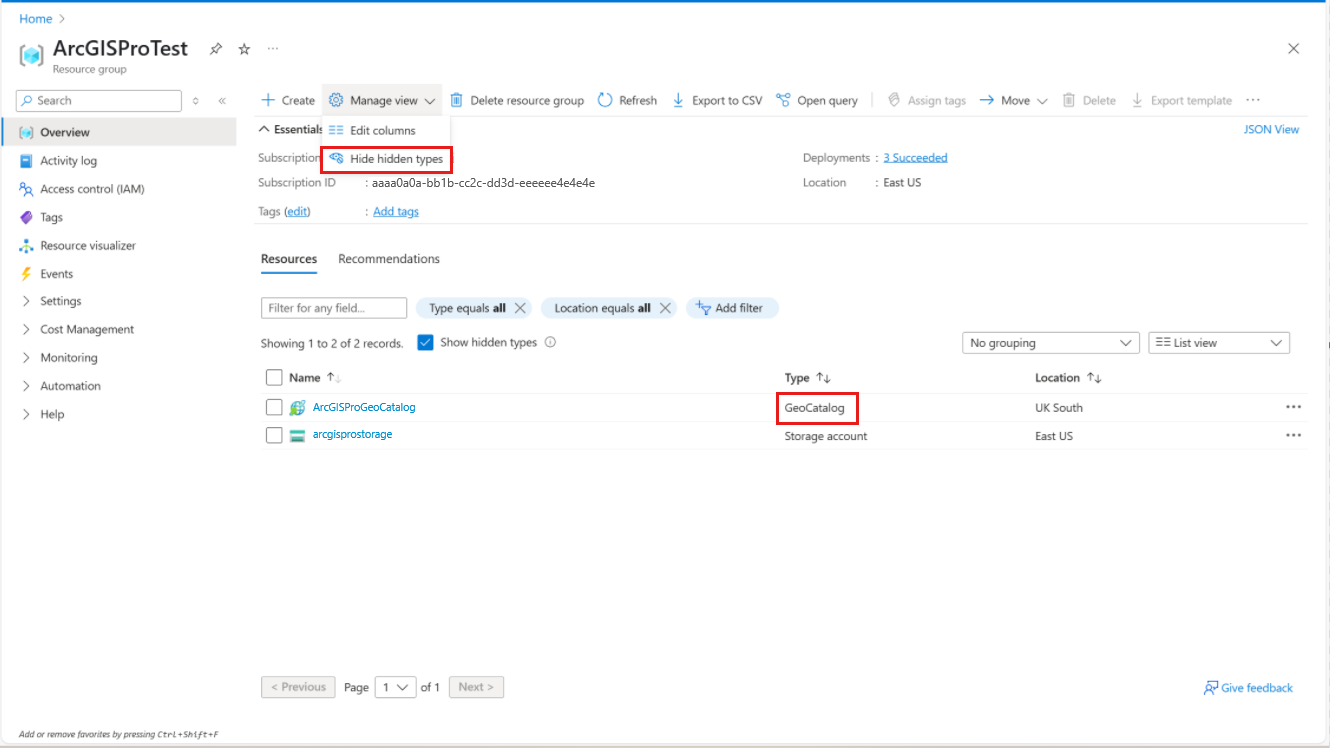 Home
ArcGISProTest
Resource group
Search
Overview
Activity log
Access control (IAM)
Tags
Resource visualizer
Events
Settings
Cost Management
Monitoring
Automation
Help
Create Manage view Delete resource group Refresh Export to CSV Open query Assign tags Move Delete Export template
Edit columns
Hide hidden types
Essentials JSON View
Subscription Deployments : 3 Succeeded
Subscription ID : aaaa0a0a-bb1b-cc2c-dd3d-eeeeee4e4e4e Location : East US
Tags (edit) : Add tags
Resources Recommendations
Filter for any field... Type equals all Location equals all Add filter
Showing 1 to 2 of 2 records. Show hidden types No grouping List view
Name Type Location
ArcGISProGeoCatalog GeoCatalog UK South
arcgisprostorage Storage account East US
< Previous Page 1 of 1 Next > Give feedback
Add or remove favorites by pressing Ctrl+Shift+F